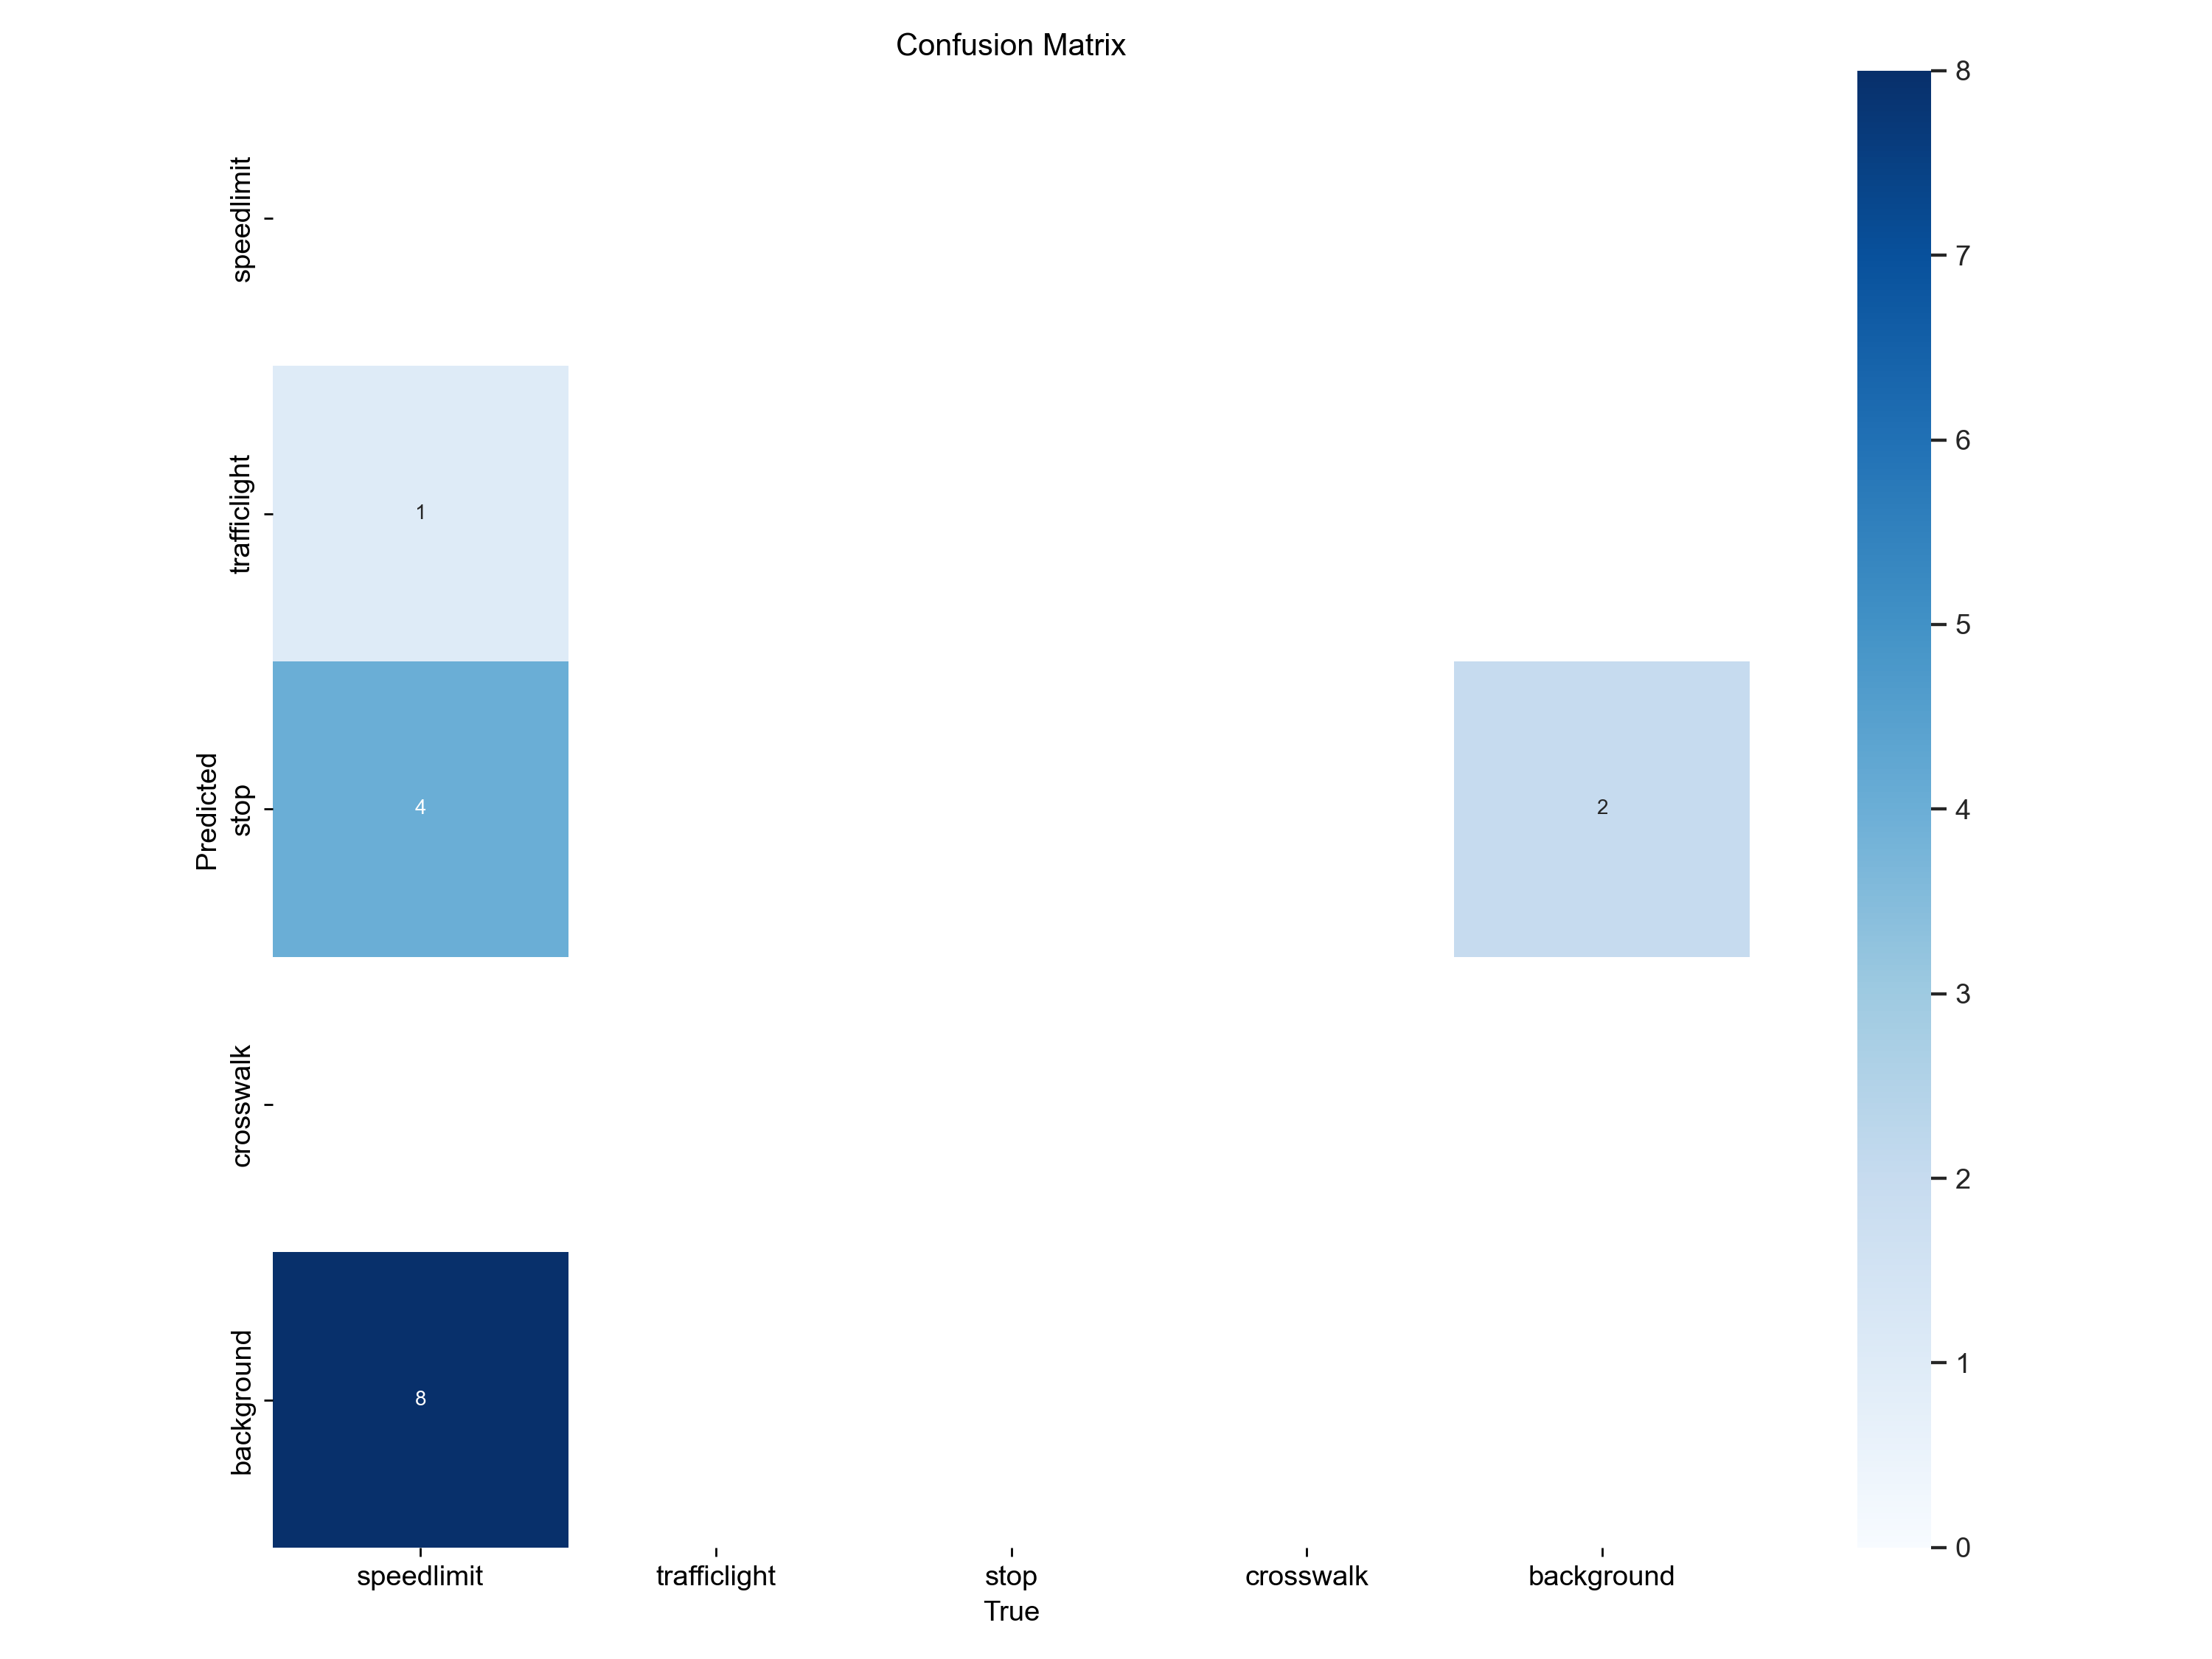 Confusion Matrix
speedlimit
trafficlight
stop
crosswalk
background
Predicted
1
4
2
8
speedlimit trafficlight stop crosswalk background
True
8
7
6
5
4
3
2
1
0